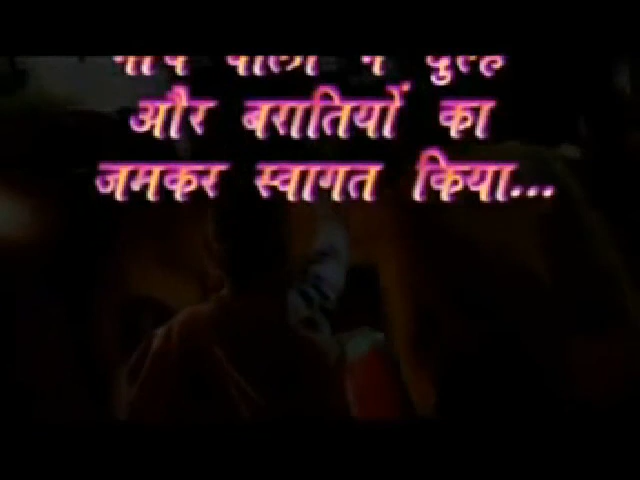 गांव वालों ने दुल्हे
और बरातियों का
जमकर स्वागत किया...